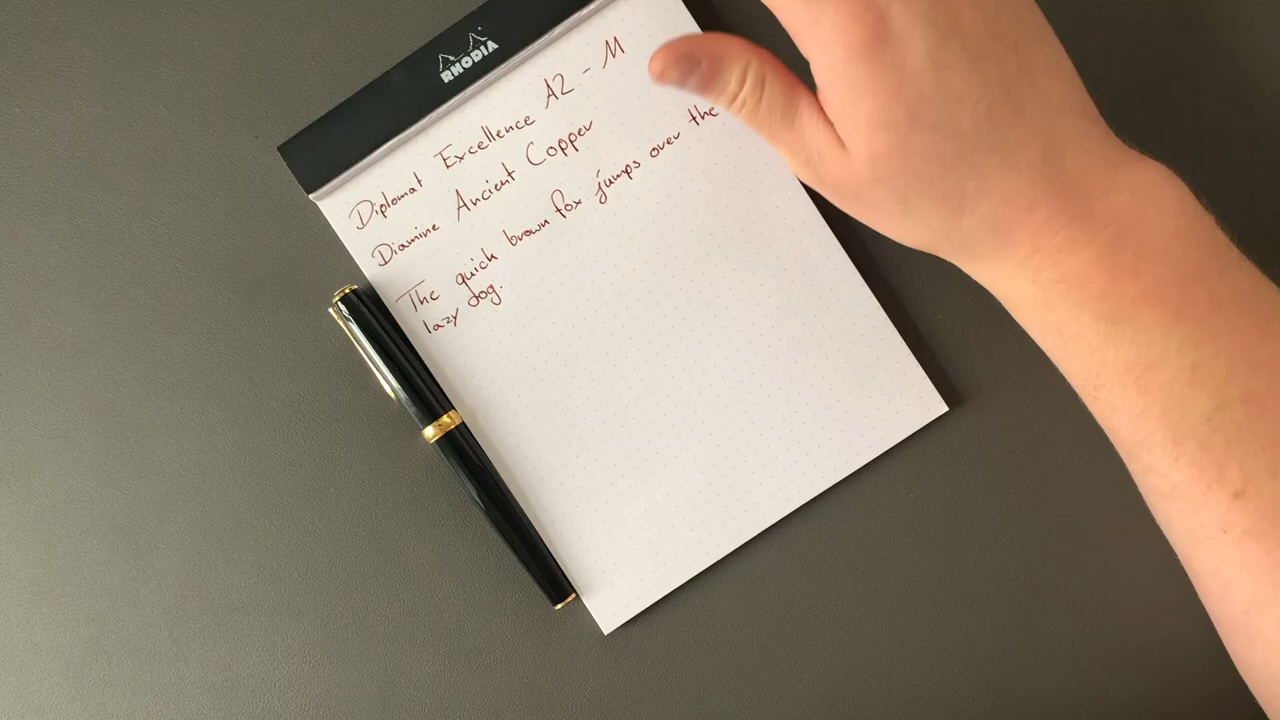 RHODIA
Diplomat Excellence A2 - M
Diamine Ancient Copper
The quick brown fox jumps over the
lazy dog.